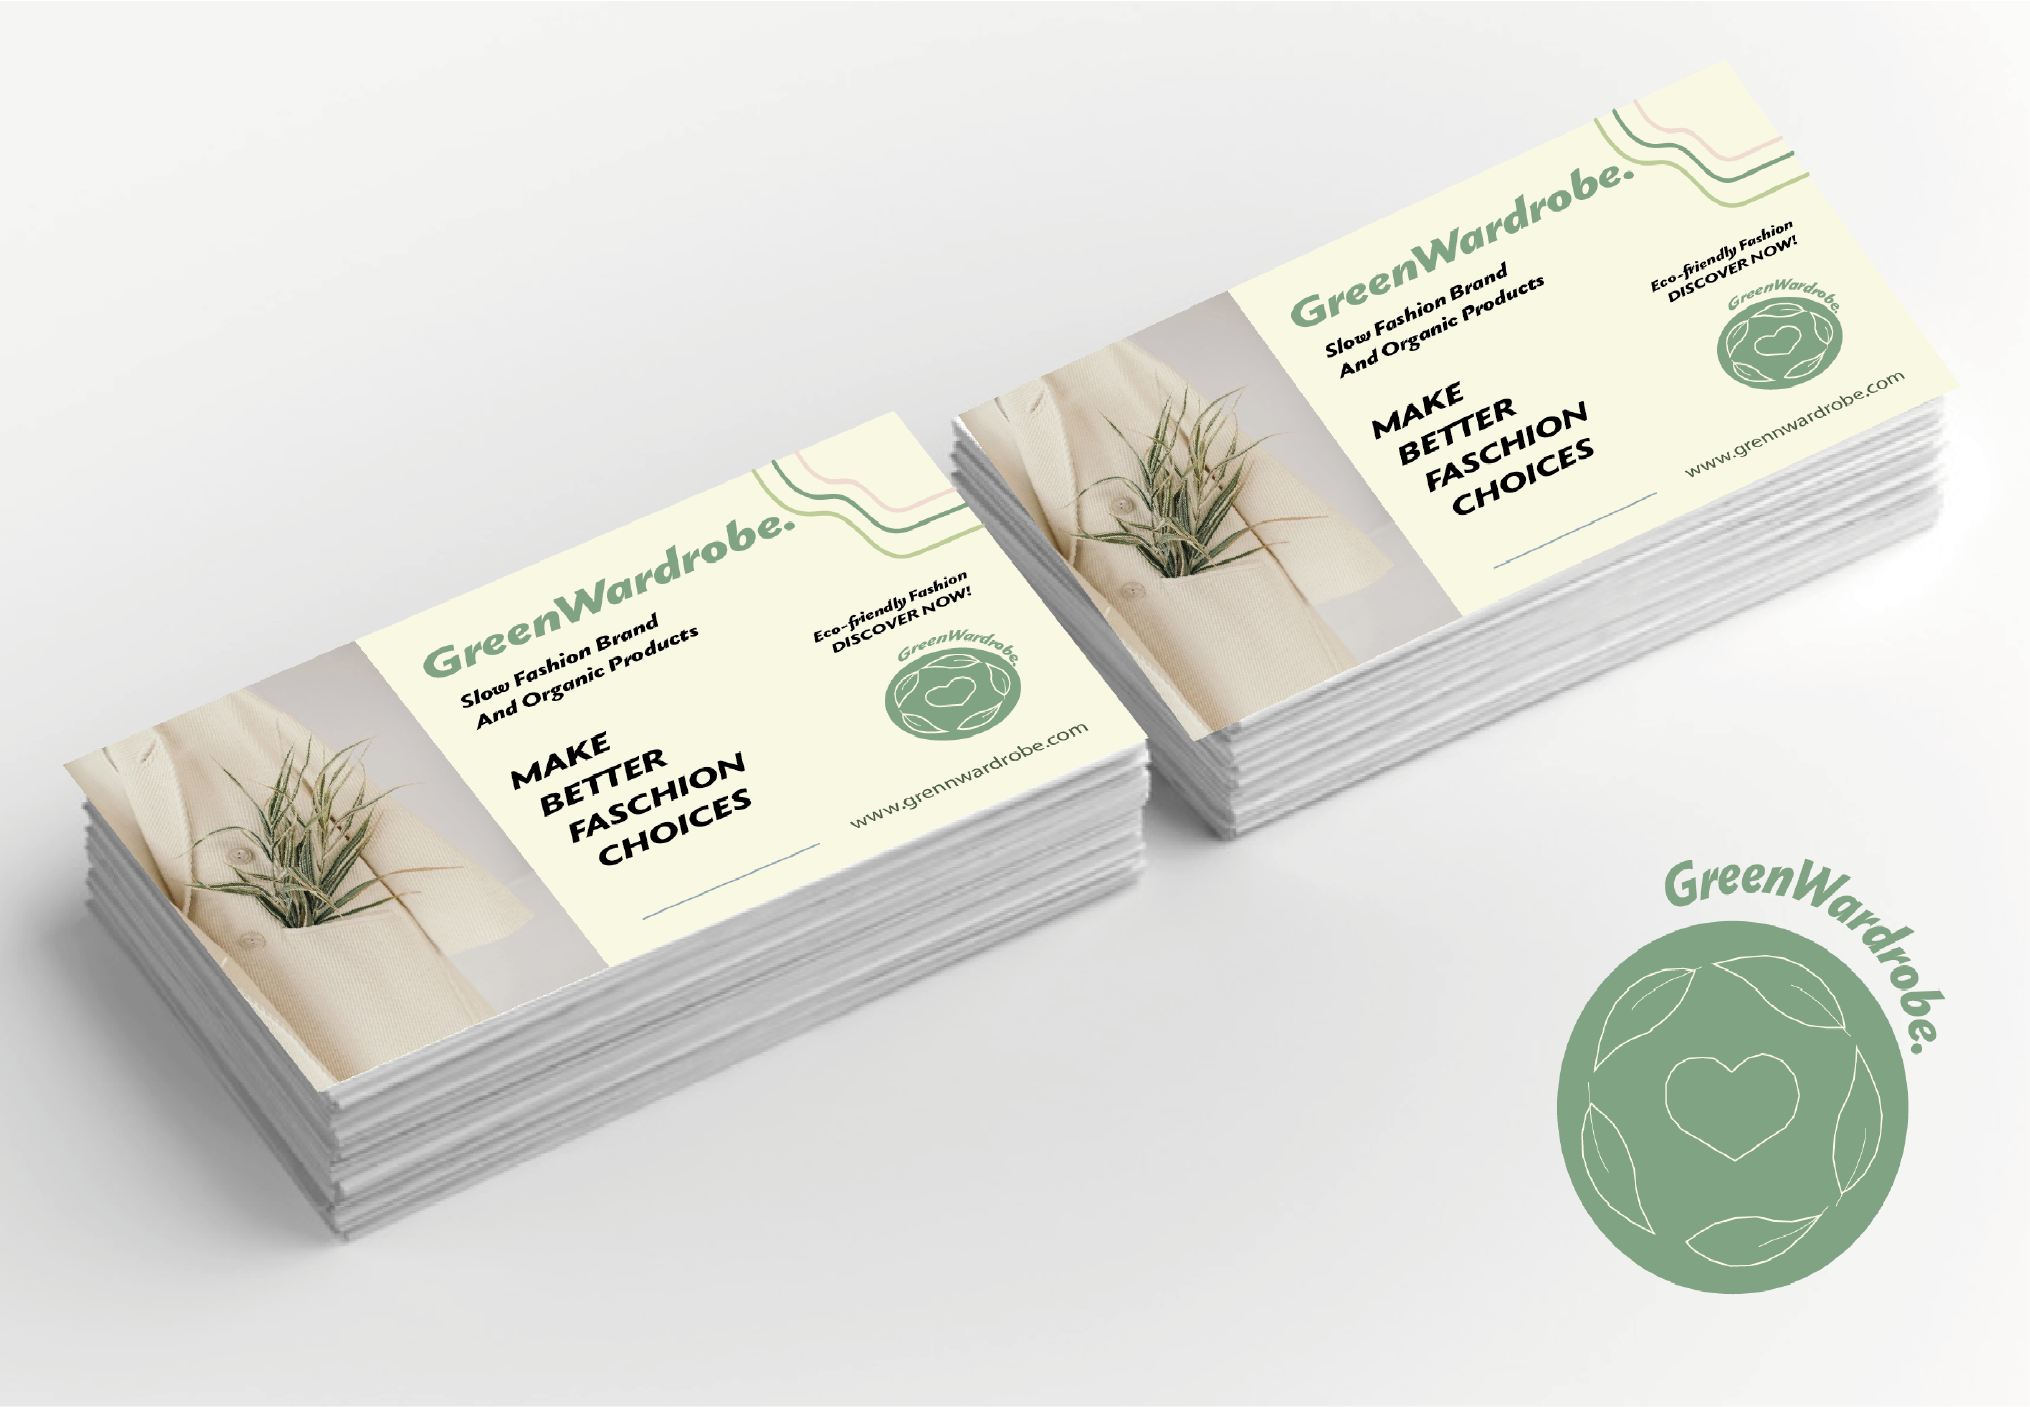 GreenWardrobe.
Slow Fashion Brand
And Organic Products
MAKE
BETTER
FASCHION
CHOICES
Eco-friendly Fashion
DISCOVER NOW!
GreenWardrobe.
www.grennwardrobe.com
GreenWardrobe.
Slow Fashion Brand
And Organic Products
MAKE
BETTER
FASCHION
CHOICES
Eco-friendly Fashion
DISCOVER NOW!
GreenWardrobe.
www.grennwardrobe.com
GreenWardrobe.